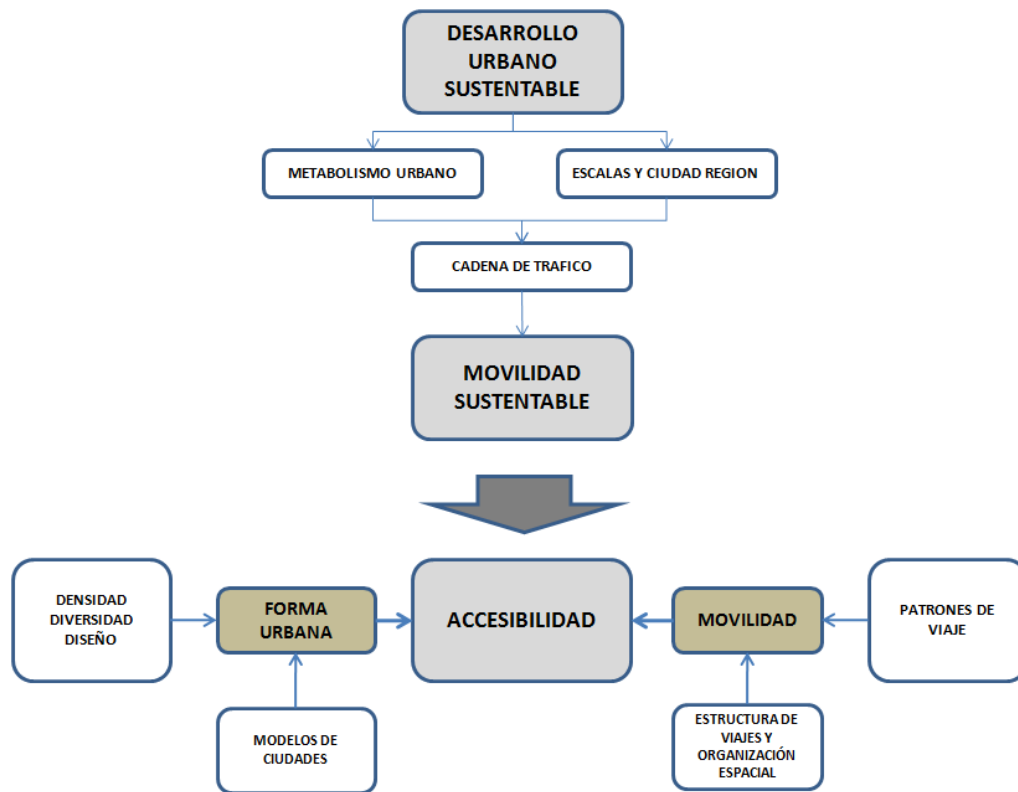 DESARROLLO
URBANO
SUSTENTABLE
METABOLISMO URBANO
ESCALAS Y CIUDAD REGION
CADENA DE TRAFICO
MOVILIDAD
SUSTENTABLE
DENSIDAD
DIVERSIDAD
DISEÑO
FORMA
URBANA
ACCESIBILIDAD
MOVILIDAD
PATRONES DE
VIAJE
MODELOS DE
CIUDADES
ESTRUCTURA DE
VIAJES Y
ORGANIZACIÓN
ESPACIAL